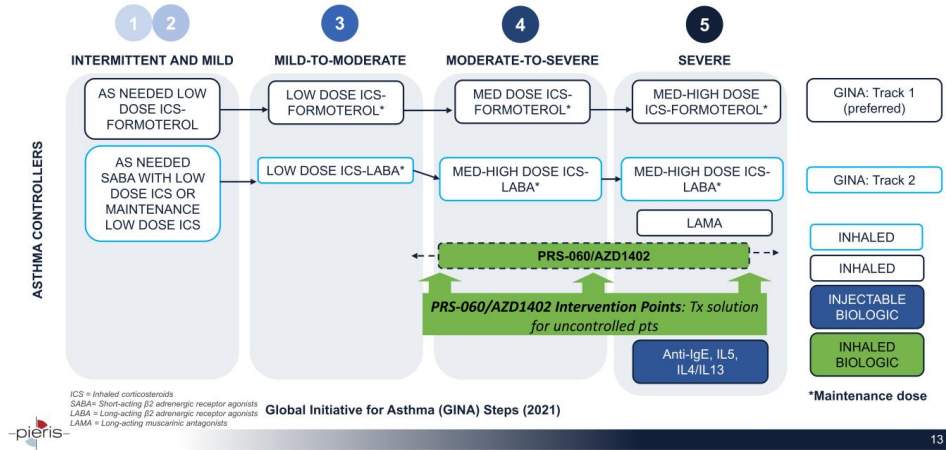 1
2
3
4
5
INTERMITTENT AND MILD
MILD-TO-MODERATE
MODERATE-TO-SEVERE
SEVERE
ASTHMA CONTROLLERS
AS NEEDED LOW
DOSE ICS-
FORMOTEROL
LOW DOSE ICS-
FORMOTEROL*
MED DOSE ICS-
FORMOTEROL*
MED-HIGH DOSE
ICS-FORMOTEROL*
GINA: Track 1
(preferred)
AS NEEDED
SABA WITH LOW
DOSE ICS OR
MAINTENANCE
LOW DOSE ICS
LOW DOSE ICS-LABA*
MED-HIGH DOSE ICS-
LABA*
MED-HIGH DOSE ICS-
LABA*
GINA: Track 2
LAMA
PRS-060/AZD1402
PRS-060/AZD1402 Intervention Points: Tx solution
for uncontrolled pts
Anti-IgE, IL5,
IL4/IL13
INHALED
INHALED
INJECTABLE
BIOLOGIC
INHALED
BIOLOGIC
*Maintenance dose
ICS = Inhaled corticosteroids
SABA= Short-acting β2 adrenergic receptor agonists
LABA = Long-acting β2 adrenergic receptor agonists
LAMA = Long-acting muscarinic antagonists
Global Initiative for Asthma (GINA) Steps (2021)
pieris
13